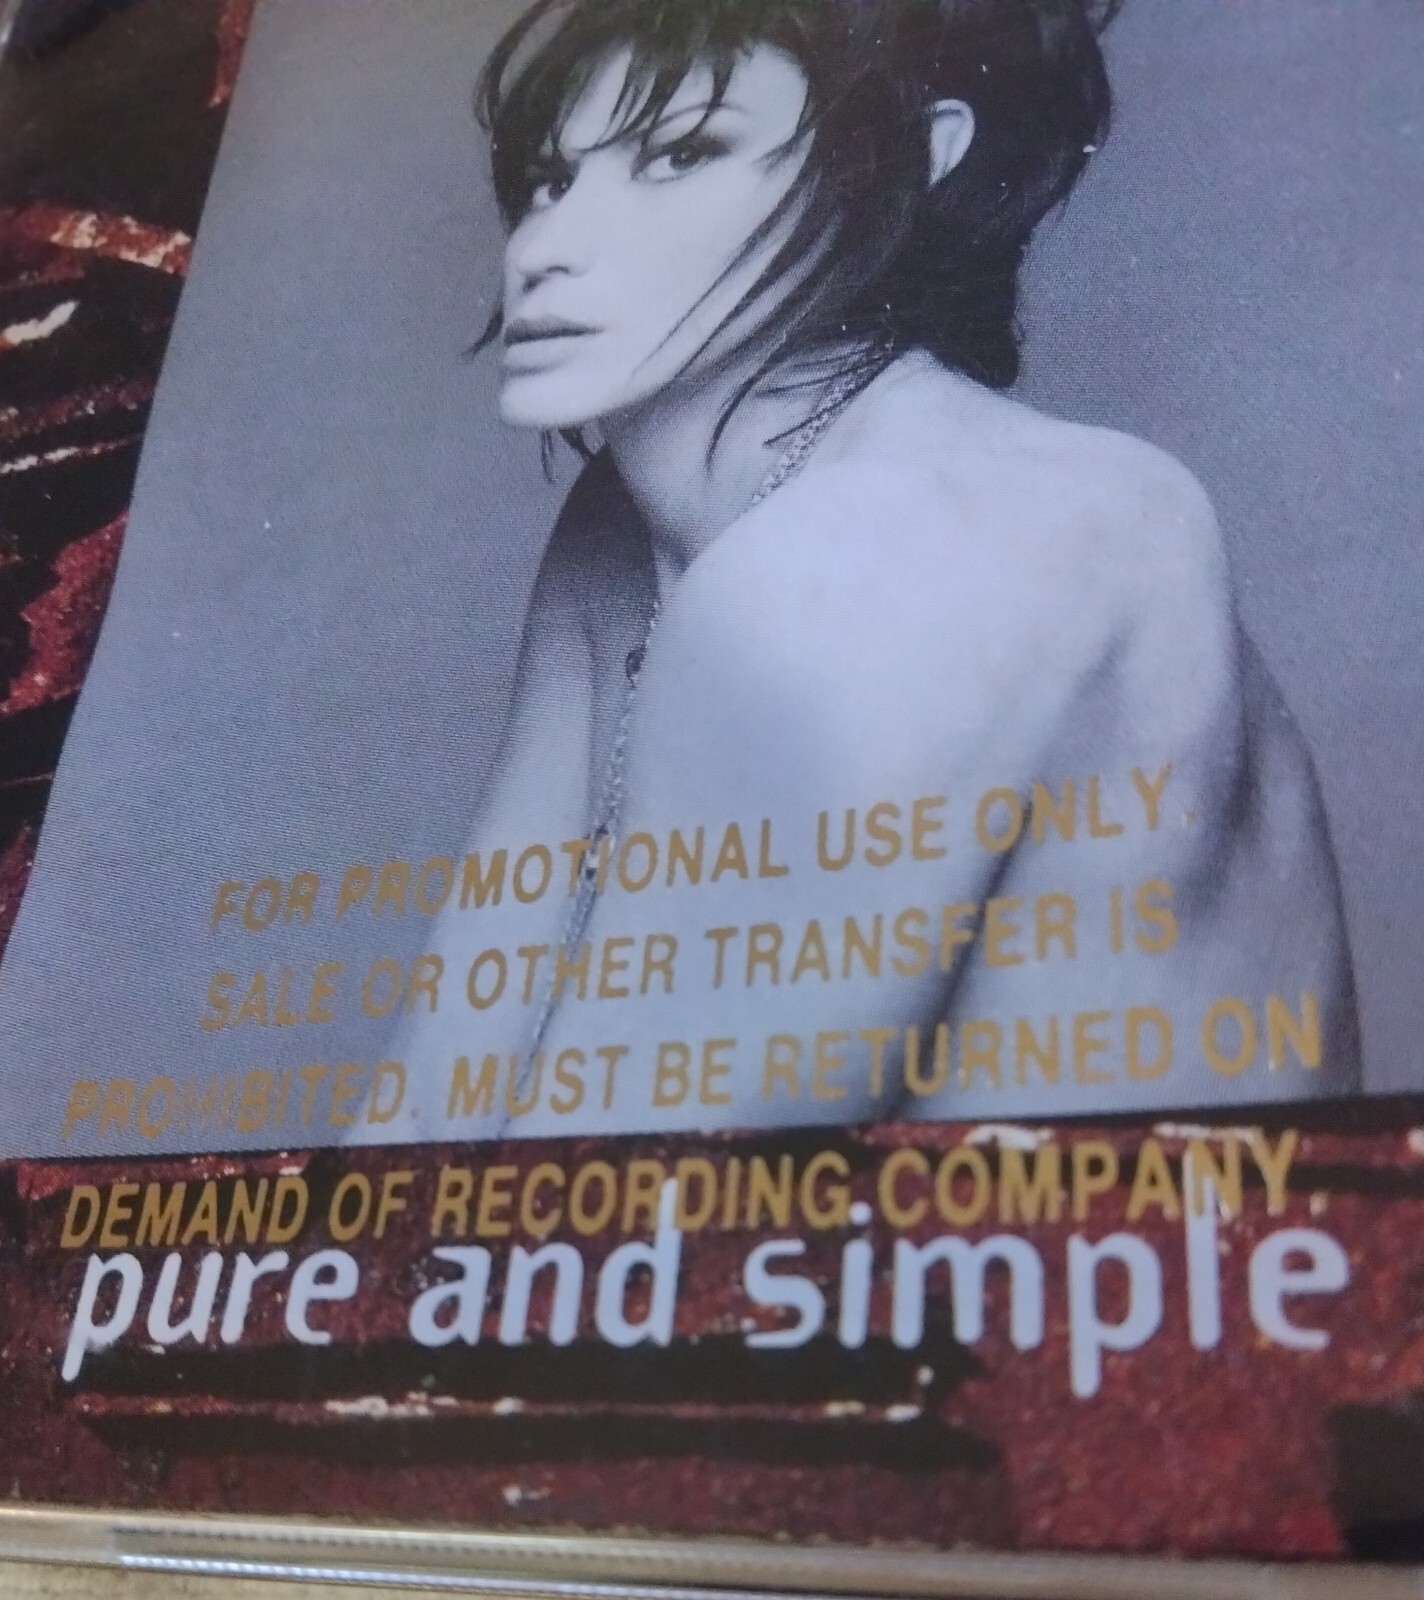 FOR PROMOTIONAL USE ONLY.
SALE OR OTHER TRANSFER IS
PROHIBITED. MUST BE RETURNED ON
DEMAND OF RECORDING COMPANY.
pure and simple